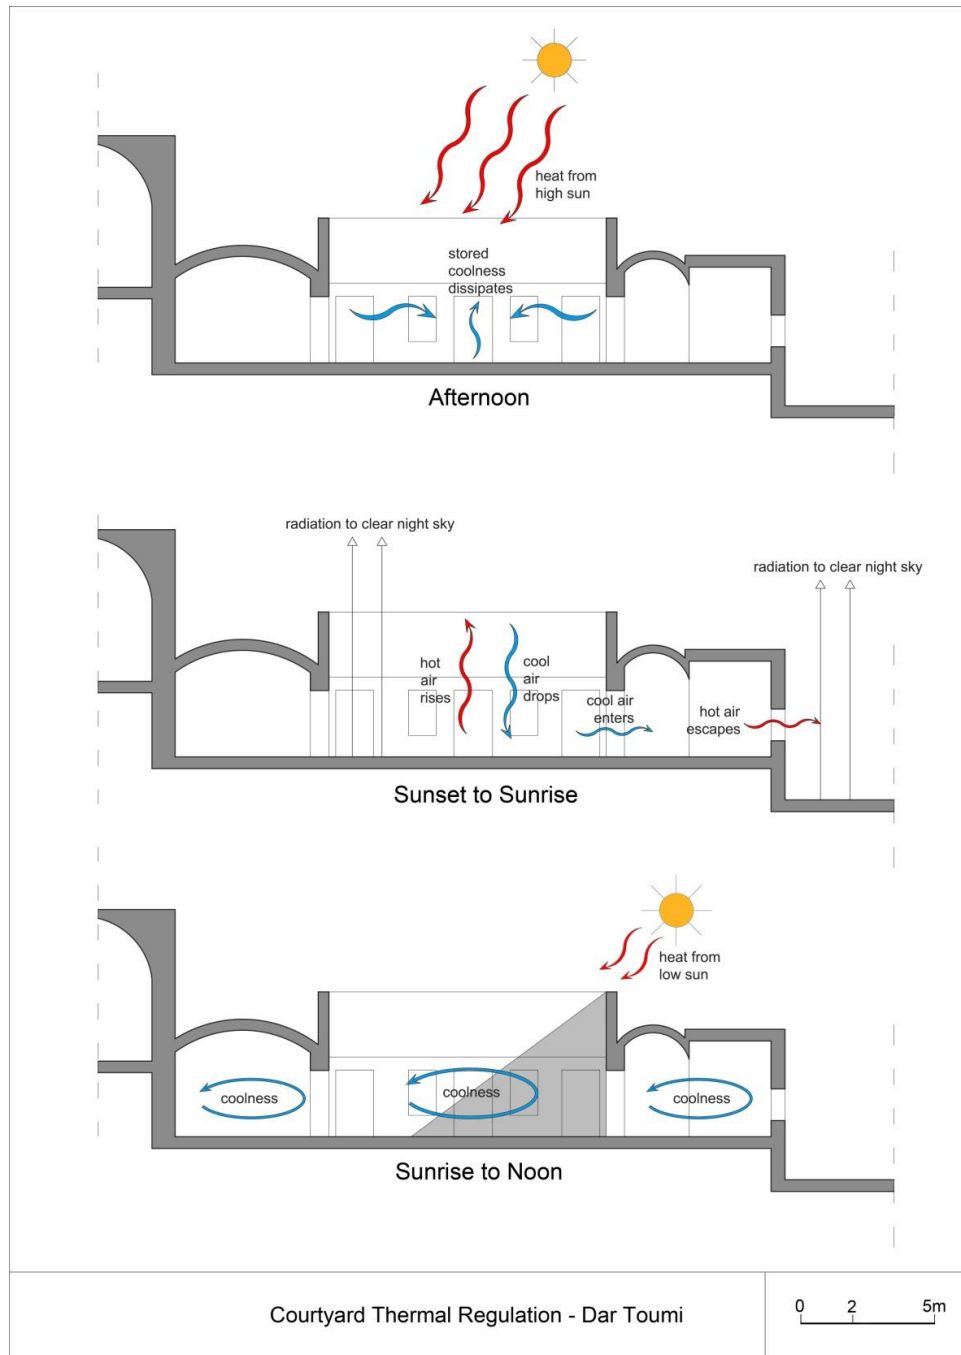 heat from
high sun
stored
coolness
dissipates
Afternoon
radiation to clear night sky
radiation to clear night sky
hot
air
rises
cool
air
drops
cool air
enters
hot air
escapes
Sunset to Sunrise
heat from
low sun
coolness
coolness
coolness
Sunrise to Noon
Courtyard Thermal Regulation - Dar Toumi
0 2 5m